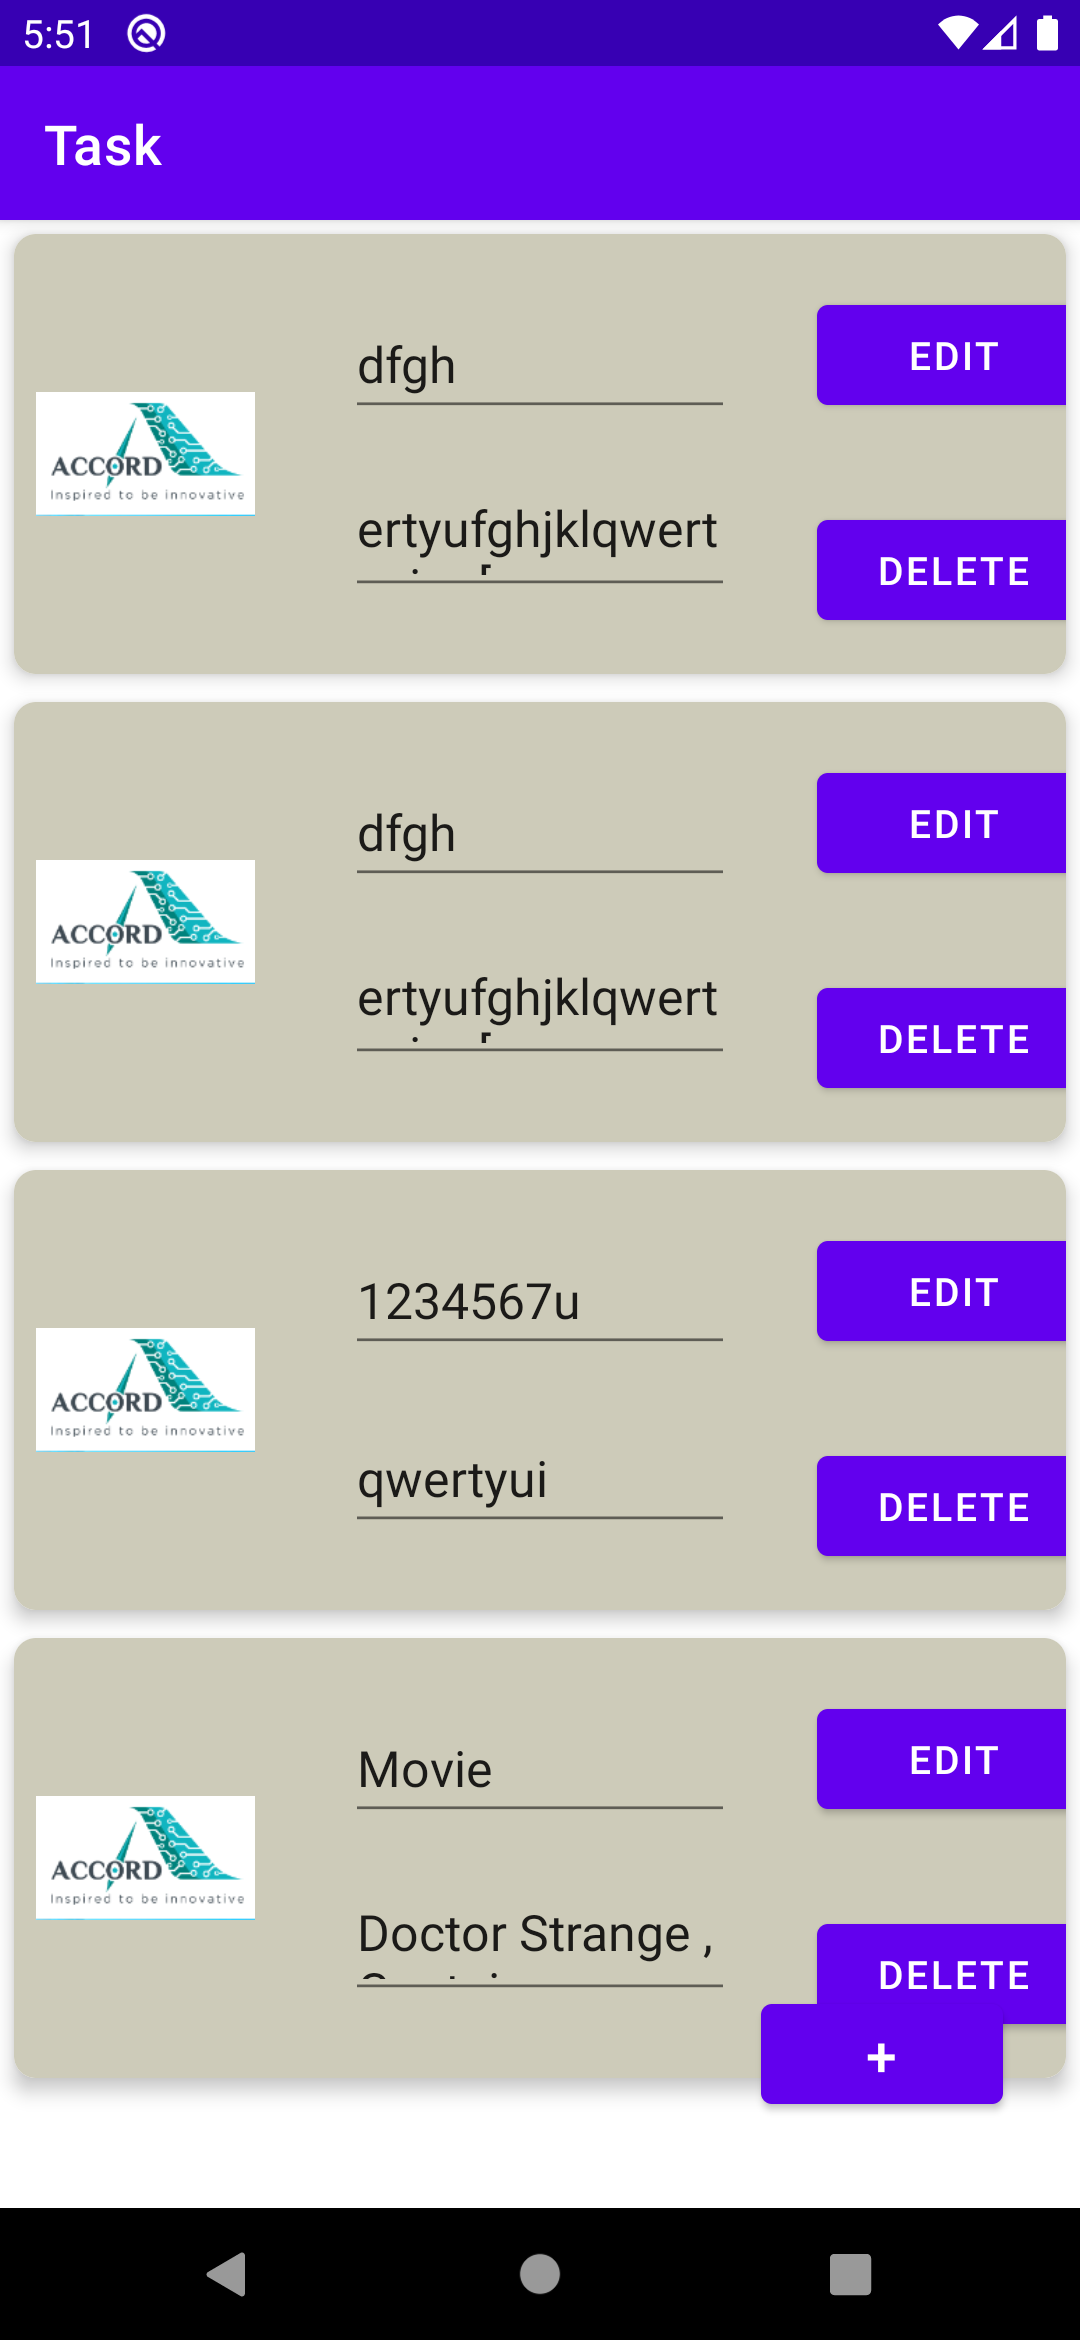 5:51
Task
dfgh
EDIT
ACCORD
Inspired to be innovative
ertyufghjklqwert
DELETE
dfgh
EDIT
ACCORD
Inspired to be innovative
ertyufghjklqwert
DELETE
1234567u
EDIT
ACCORD
Inspired to be innovative
qwertyui
DELETE
Movie
EDIT
ACCORD
Inspired to be innovative
Doctor Strange ,
DELETE
+